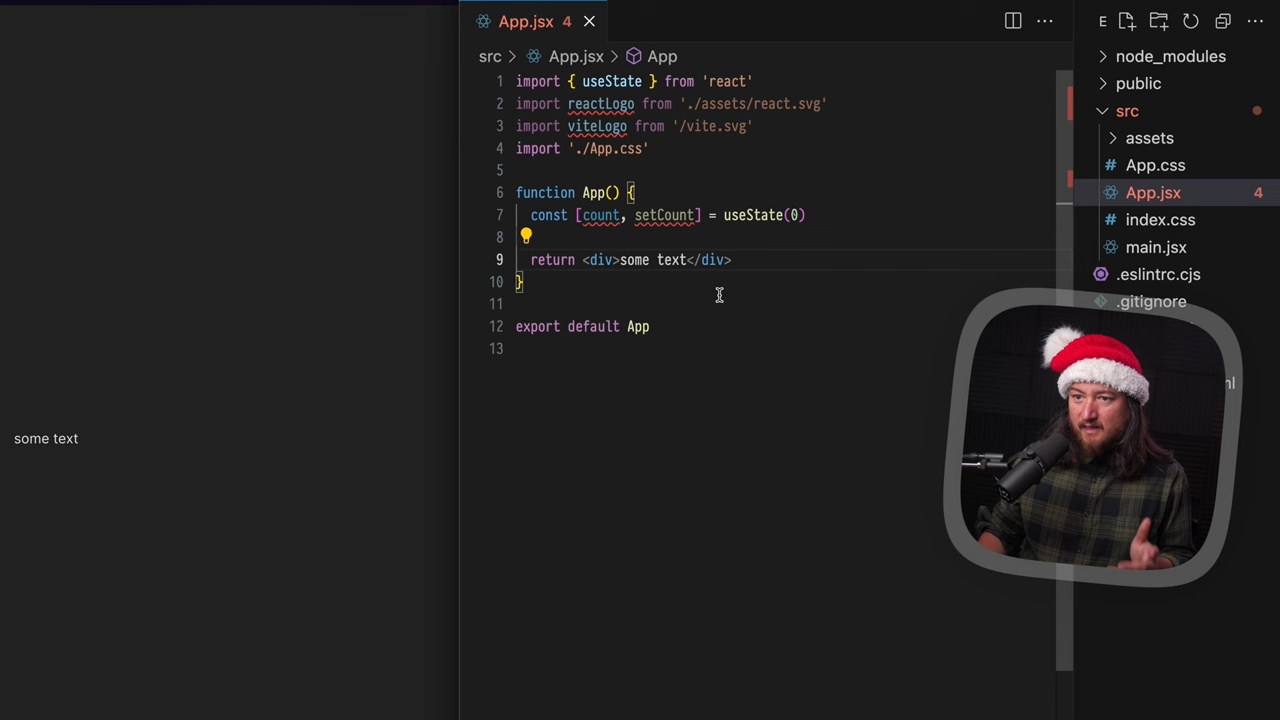 some text
App.jsx 4
src > App.jsx > App
1 import { useState } from 'react'
2 import reactLogo from './assets/react.svg'
3 import viteLogo from '/vite.svg'
4 import './App.css'
5
6 function App() {
7 const [count, setCount] = useState(0)
8
9 return <div>some text</div>
10 }
11
12 export default App
13
E
node_modules
public
src
assets
# App.css
App.jsx 4
# index.css
main.jsx
.eslintrc.cjs
.gitignore